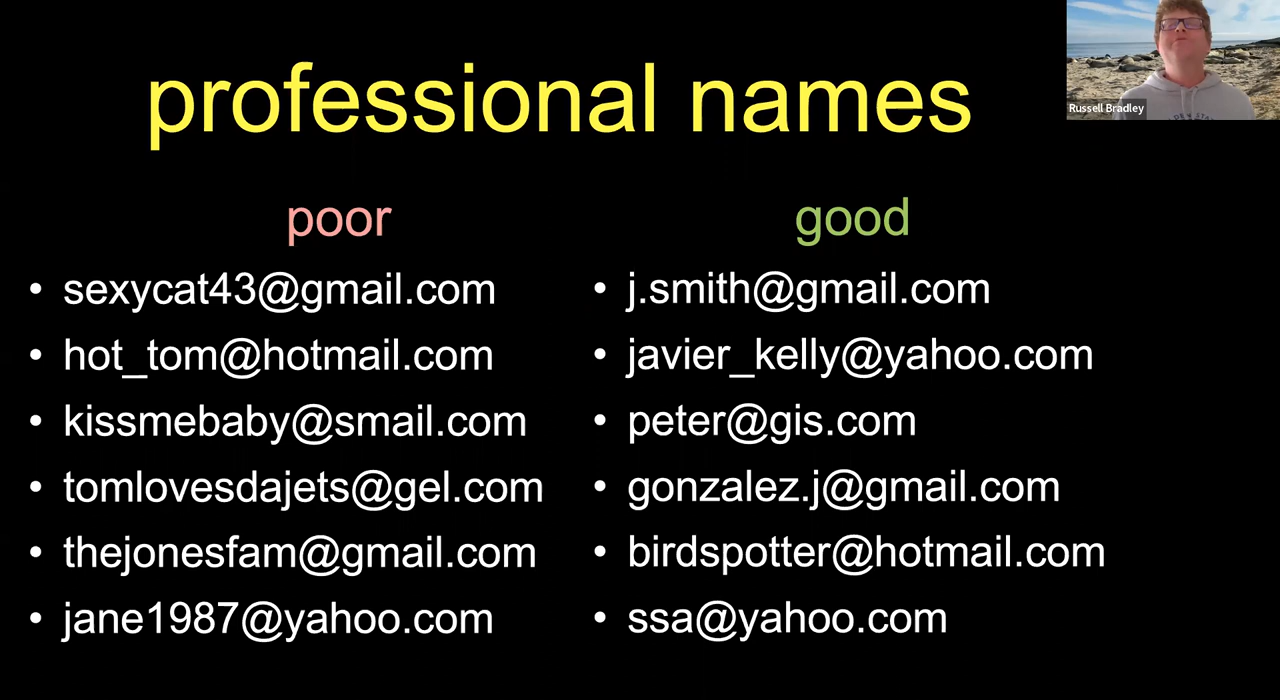 professional names
Russell Bradley
poor
• sexycat43@gmail.com
• hot_tom@hotmail.com
• kissmebaby@smail.com
• tomlovesdajets@gel.com
• thejonesfam@gmail.com
• jane1987@yahoo.com
good
• j.smith@gmail.com
• javier_kelly@yahoo.com
• peter@gis.com
• gonzalez.j@gmail.com
• birdspotter@hotmail.com
• ssa@yahoo.com